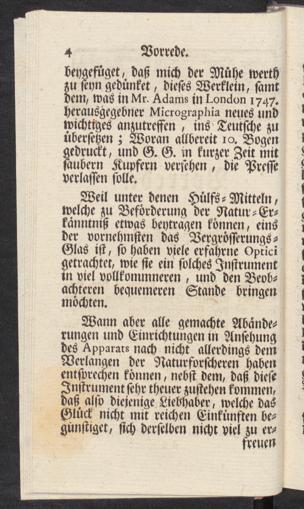 4 Vorrede.
beygefüget, daß mich der Mühe werth
zu seyn gedünket, dieses Werklein, samt
dem, was in Mr. Adams in London 1747.
herausgegebner Micrographia neues und
wichtiges anzutreffen, ins Teutsche zu
übersetzen; Woran allbereit 10. Bogen
gedruckt, und G. G. in kurzer Zeit mit
saubern Kupfern versehen, die Presse
verlassen solle.
Weil unter denen Hülfs-Mitteln,
welche zu Beförderung der Natur-Er-
känntniß etwas beytragen können, eins
der vornehmsten das Vergrösserungs-
Glas ist, so haben viele erfahrne Optici
getrachtet, wie sie ein solches Instrument
in viel vollkommneren, und den Beob-
achteren bequemeren Stande bringen
möchten.
Wann aber alle gemachte Abände-
rungen und Einrichtungen in Ansehung
des Apparats nach nicht allerdings dem
Verlangen der Naturforscheren haben
entsprechen können, nebst dem, daß diese
Instrument sehr theuer zustehen kommen,
daß also diejenige Liebhaber, welche das
Glück nicht mit reichen Einkünften be-
günstiget, sich derselben nicht viel zu er-
freuen